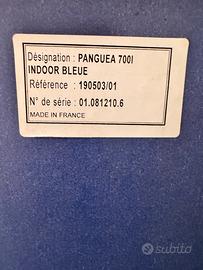 Désignation : PANGUEA 700I
INDOOR BLEUE
Référence : 190503/01
N° de série : 01.081210.6
MADE IN FRANCE
subito